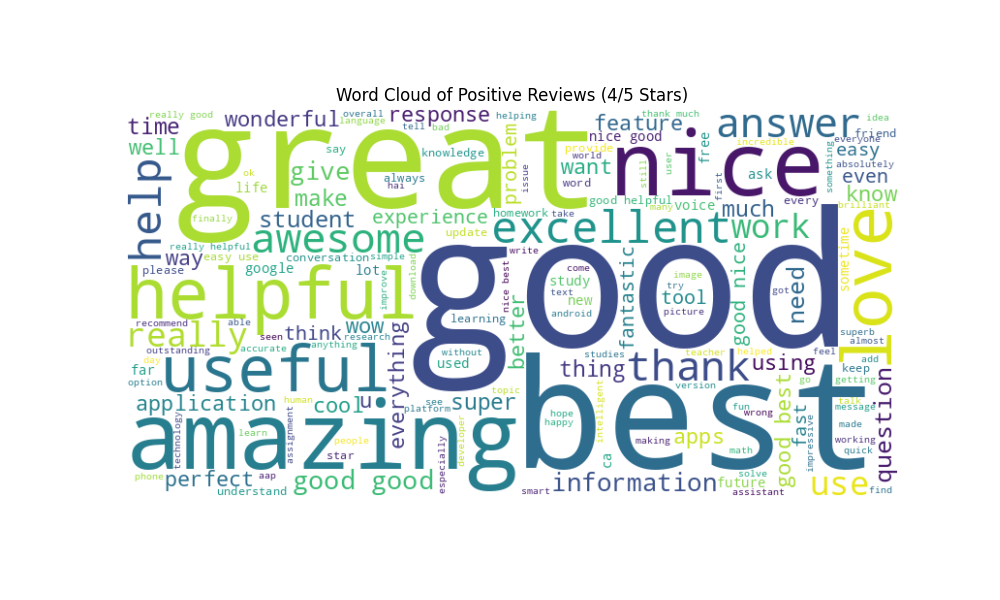 Word Cloud of Positive Reviews (4/5 Stars)
really good
overall
language
tell
bad
helping
thank much
idea
time
wonderful
response
feature
answer
friend
everyone
well
great
say
knowledge
problem
issue
nice good
provide
world
want
word
nice
free
incredible
easy
absolutely
something
help
ok
life
give
make
always
hai
still
user
first
ask
even
every
know
finally
student
experience
homework
take
good helpful
many
voice
much
brilliant
awesome
update
excellent
work
really helpful
way
easy use
conversation
simple
write
please
google
lot
improve
download
nice best
come
study
text
new
android
image
try
tool
picture
good nice
need
got
sometime
love
helpful
good
fantastic
better
learning
recommend
able
really
seen
think
wow
research
superb
almost
outstanding
accurate
anything
everything
without
used
studies
teacher
helped
feel
day
far
option
useful
thing
thank
using
add
keep
application
cool
u
human
platform
see
super
topic
hope
happy
intelligent
version
fun
wrong
go
getting
talk
message
question
amazing
best
technology
learn
assignment
people
star
especially
developer
making
ca
apps
math
good best
fast
impressive
made
working
quick
phone
perfect
aap
understand
good good
smart
information
future
solve
assistant
use
find